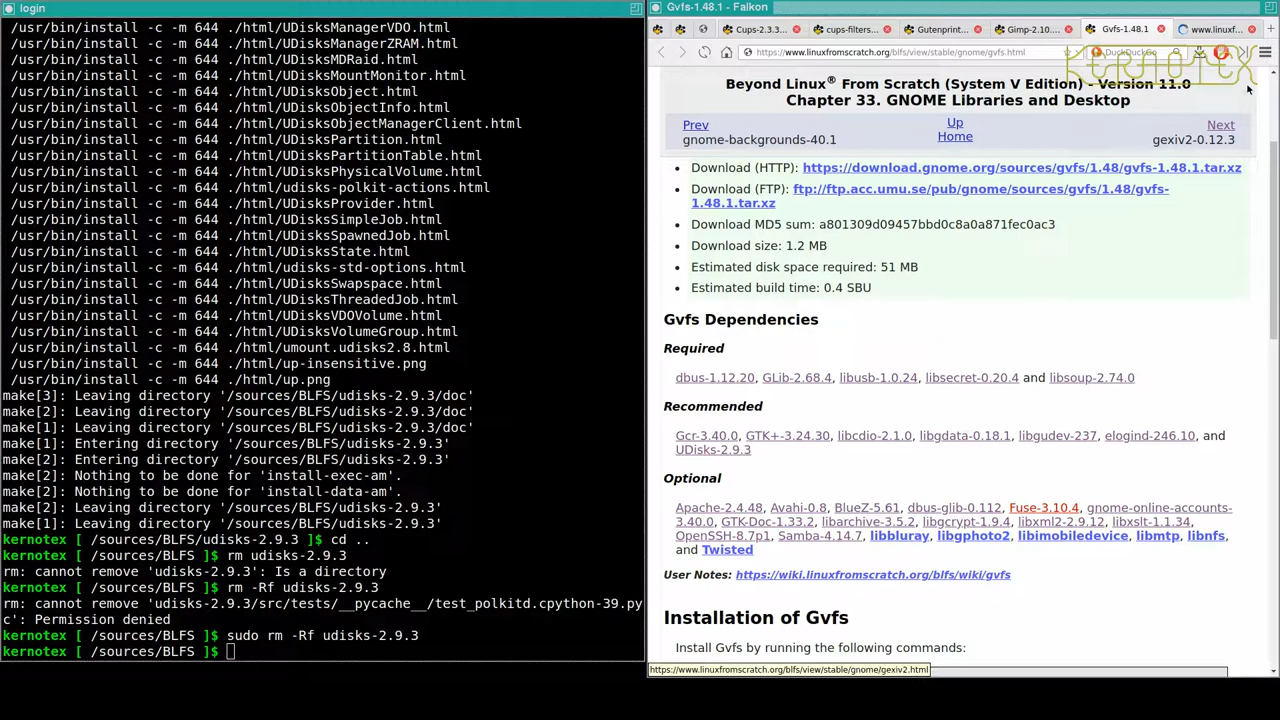 login
/usr/bin/install -c -m 644 ./html/UDisksManagerVDO.html
/usr/bin/install -c -m 644 ./html/UDisksManagerZRAM.html
/usr/bin/install -c -m 644 ./html/UDisksMDRaid.html
/usr/bin/install -c -m 644 ./html/UDisksMountMonitor.html
/usr/bin/install -c -m 644 ./html/UDisksObject.html
/usr/bin/install -c -m 644 ./html/UDisksObjectInfo.html
/usr/bin/install -c -m 644 ./html/UDisksObjectManagerClient.html
/usr/bin/install -c -m 644 ./html/UDisksPartition.html
/usr/bin/install -c -m 644 ./html/UDisksPartitionTable.html
/usr/bin/install -c -m 644 ./html/UDisksPhysicalVolume.html
/usr/bin/install -c -m 644 ./html/udisks-polkit-actions.html
/usr/bin/install -c -m 644 ./html/UDisksProvider.html
/usr/bin/install -c -m 644 ./html/UDisksSimpleJob.html
/usr/bin/install -c -m 644 ./html/UDisksSpawnedJob.html
/usr/bin/install -c -m 644 ./html/UDisksState.html
/usr/bin/install -c -m 644 ./html/udisks-std-options.html
/usr/bin/install -c -m 644 ./html/UDisksSwapspace.html
/usr/bin/install -c -m 644 ./html/UDisksThreadedJob.html
/usr/bin/install -c -m 644 ./html/UDisksVDOVolume.html
/usr/bin/install -c -m 644 ./html/UDisksVolumeGroup.html
/usr/bin/install -c -m 644 ./html/umount.udisks2.8.html
/usr/bin/install -c -m 644 ./html/up-insensitive.png
/usr/bin/install -c -m 644 ./html/up.png
make[3]: Leaving directory '/sources/BLFS/udisks-2.9.3/doc'
make[2]: Leaving directory '/sources/BLFS/udisks-2.9.3/doc'
make[1]: Leaving directory '/sources/BLFS/udisks-2.9.3/doc'
make[1]: Entering directory '/sources/BLFS/udisks-2.9.3'
make[2]: Entering directory '/sources/BLFS/udisks-2.9.3'
make[2]: Nothing to be done for 'install-exec-am'.
make[2]: Nothing to be done for 'install-data-am'.
make[2]: Leaving directory '/sources/BLFS/udisks-2.9.3'
make[1]: Leaving directory '/sources/BLFS/udisks-2.9.3'
kernotex [ /sources/BLFS/udisks-2.9.3 ]$ cd ..
kernotex [ /sources/BLFS ]$ rm udisks-2.9.3
rm: cannot remove 'udisks-2.9.3': Is a directory
kernotex [ /sources/BLFS ]$ rm -Rf udisks-2.9.3
rm: cannot remove 'udisks-2.9.3/src/tests/__pycache__/test_polkitd.cpython-39.py
c': Permission denied
kernotex [ /sources/BLFS ]$ sudo rm -Rf udisks-2.9.3
kernotex [ /sources/BLFS ]$
Gvfs-1.48.1 - Falkon
Cups-2.3.3... cups-filters... Gutenprint... Gimp-2.10.... Gvfs-1.48.1 www.linuxf...
https://www.linuxfromscratch.org/blfs/view/stable/gnome/gvfs.html DuckDuckGo
KERNOTEX
Beyond Linux® From Scratch (System V Edition) - Version 11.0
Chapter 33. GNOME Libraries and Desktop
Prev Up Next
gnome-backgrounds-40.1 Home gexiv2-0.12.3
• Download (HTTP): https://download.gnome.org/sources/gvfs/1.48/gvfs-1.48.1.tar.xz
• Download (FTP): ftp://ftp.acc.umu.se/pub/gnome/sources/gvfs/1.48/gvfs-
1.48.1.tar.xz
• Download MD5 sum: a801309d09457bbd0c8a0a871fec0ac3
• Download size: 1.2 MB
• Estimated disk space required: 51 MB
• Estimated build time: 0.4 SBU
Gvfs Dependencies
Required
dbus-1.12.20, GLib-2.68.4, libusb-1.0.24, libsecret-0.20.4 and libsoup-2.74.0
Recommended
Gcr-3.40.0, GTK+-3.24.30, libcdio-2.1.0, libgdata-0.18.1, libgudev-237, elogind-246.10, and
UDisks-2.9.3
Optional
Apache-2.4.48, Avahi-0.8, BlueZ-5.61, dbus-glib-0.112, Fuse-3.10.4, gnome-online-accounts-
3.40.0, GTK-Doc-1.33.2, libarchive-3.5.2, libgcrypt-1.9.4, libxml2-2.9.12, libxslt-1.1.34,
OpenSSH-8.7p1, Samba-4.14.7, libbluray, libgphoto2, libimobiledevice, libmtp, libnfs,
and Twisted
User Notes: https://wiki.linuxfromscratch.org/blfs/wiki/gvfs
Installation of Gvfs
Install Gvfs by running the following commands:
https://www.linuxfromscratch.org/blfs/view/stable/gnome/gexiv2.html